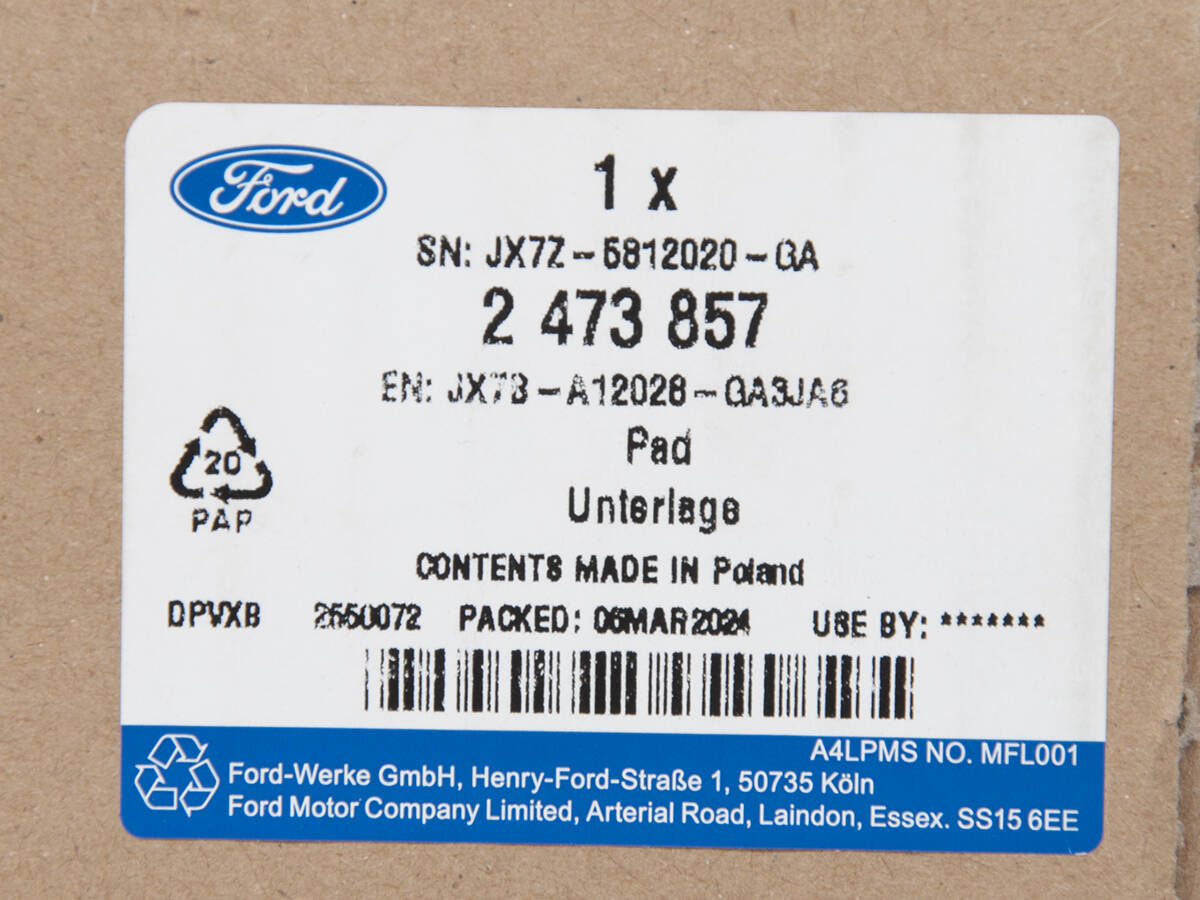 Ford
1 x
SN: JX7Z-5812020-GA
2 473 857
EN: JX7B-A12026-GA3JA6
Pad
Unterlage
20
PAP
CONTENTS MADE IN Poland
DPVXB 2550072 PACKED: 05MAR2024 USE BY: *******
A4LPMS NO. MFL001
Ford-Werke GmbH, Henry-Ford-Straße 1, 50735 Köln
Ford Motor Company Limited, Arterial Road, Laindon, Essex. SS15 6EE